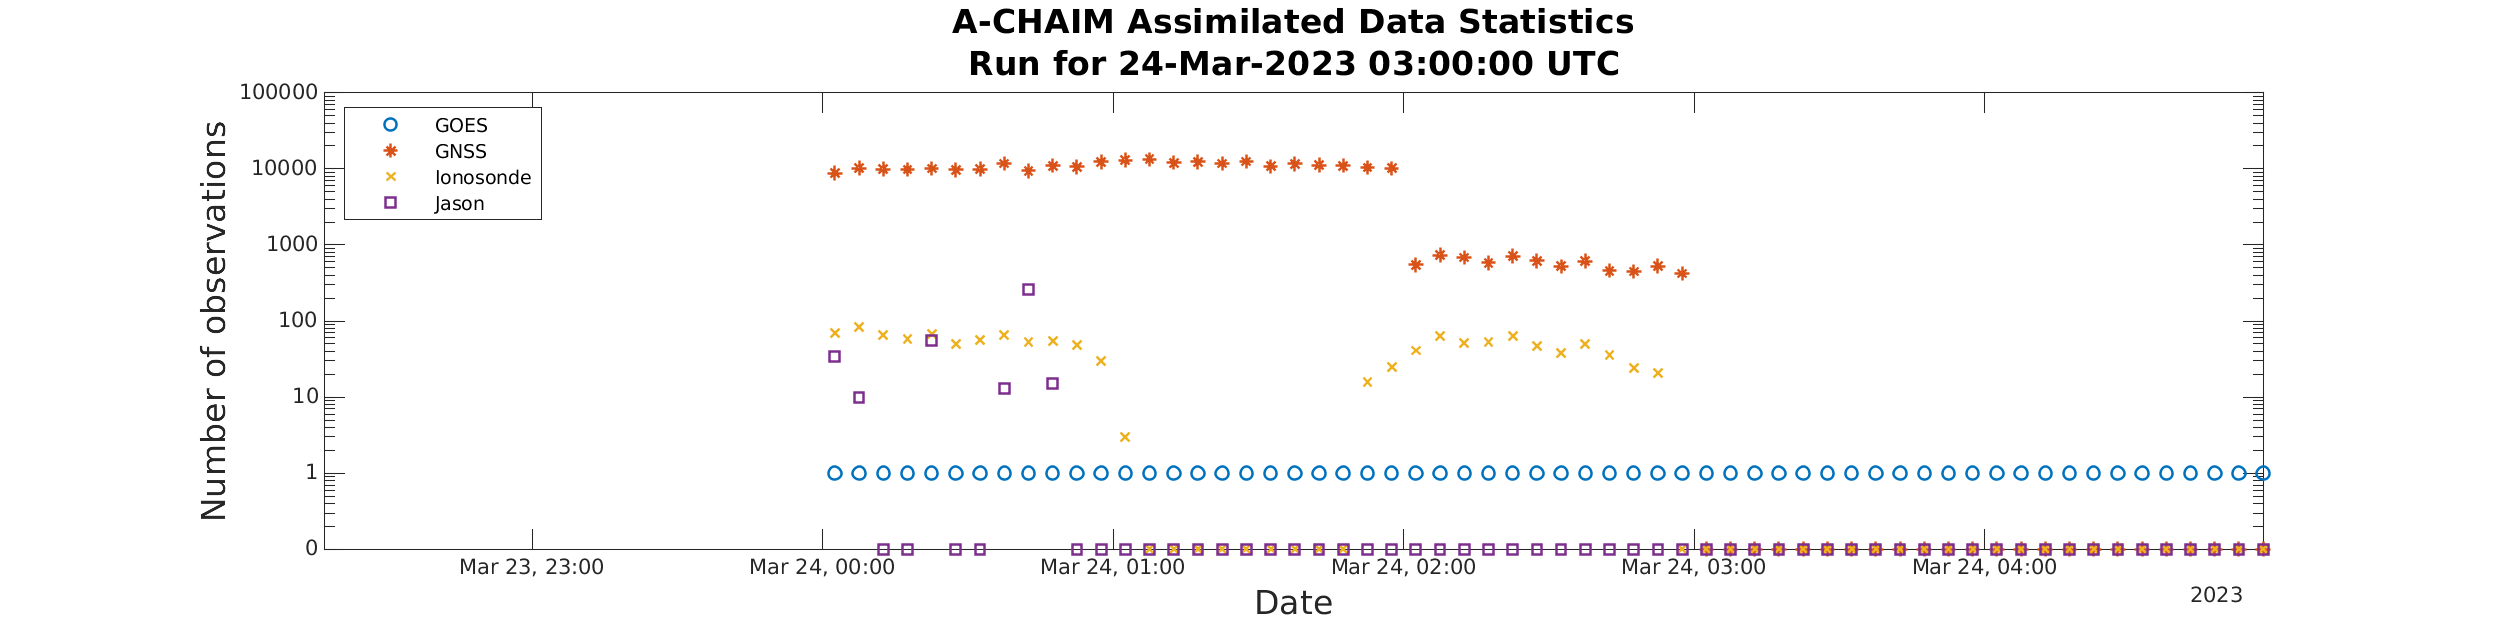 A-CHAIM Assimilated Data Statistics
Run for 24-Mar-2023 03:00:00 UTC
Number of observations
100000
10000
1000
100
10
1
0
GOES
GNSS
Ionosonde
Jason
Mar 23, 23:00
Mar 24, 00:00
Mar 24, 01:00
Mar 24, 02:00
Mar 24, 03:00
Mar 24, 04:00
2023
Date